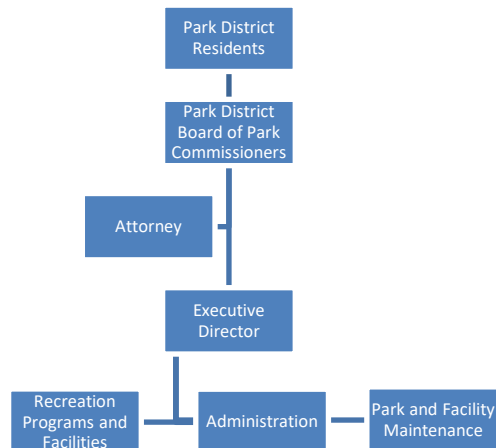 Park District
Residents
Park District
Board of Park
Commissioners
Attorney
Executive
Director
Recreation
Programs and
Facilities
Administration
Park and Facility
Maintenance